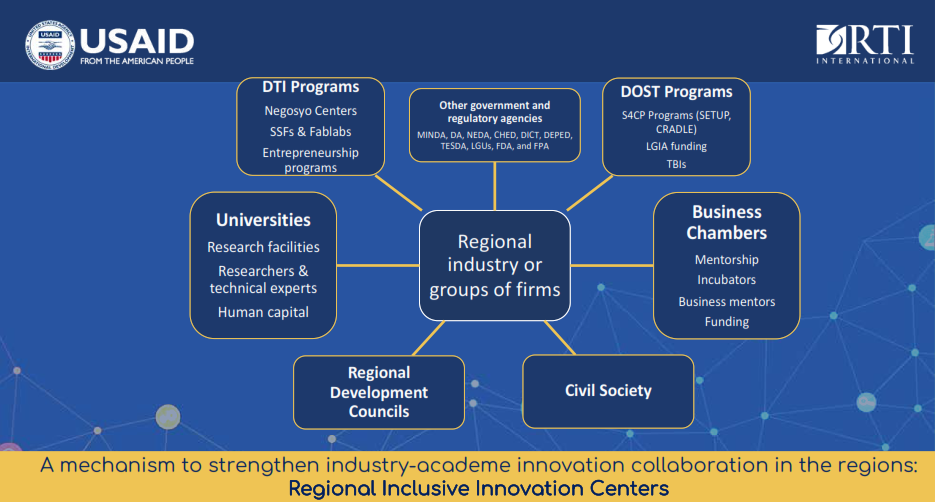 USAID
FROM THE AMERICAN PEOPLE
RTI
INTERNATIONAL
DTI Programs
Negosyo Centers
SSFs & Fablabs
Entrepreneurship
programs
Other government and
regulatory agencies
MINDA, DA, NEDA, CHED, DICT, DEPED,
TESDA, LGUs, FDA, and FPA
DOST Programs
S4CP Programs (SETUP,
CRADLE)
LGIA funding
TBIs
Universities
Research facilities
Researchers &
technical experts
Human capital
Regional
industry or
groups of firms
Business
Chambers
Mentorship
Incubators
Business mentors
Funding
Regional
Development
Councils
Civil Society
A mechanism to strengthen industry-academe innovation collaboration in the regions:
Regional Inclusive Innovation Centers